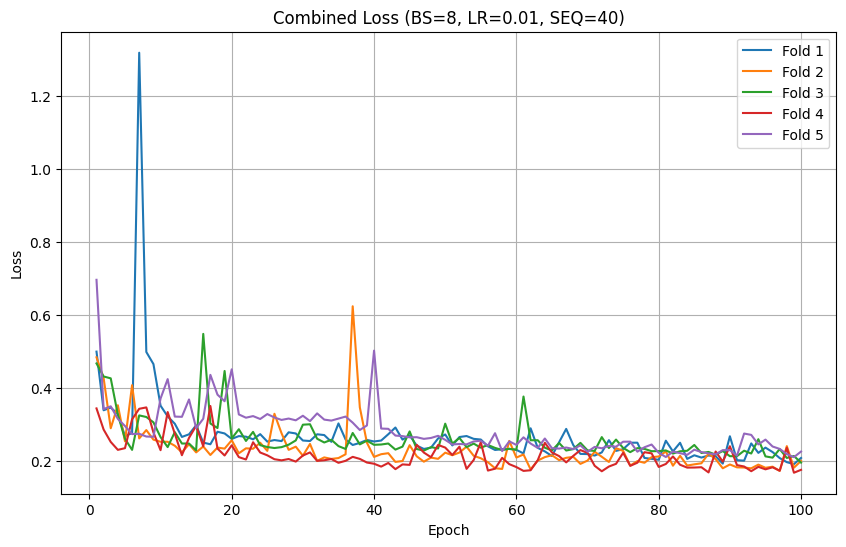 Combined Loss (BS=8, LR=0.01, SEQ=40)
Fold 1
Fold 2
Fold 3
Fold 4
Fold 5
Loss
1.2
1.0
0.8
0.6
0.4
0.2
0 20 40 60 80 100
Epoch